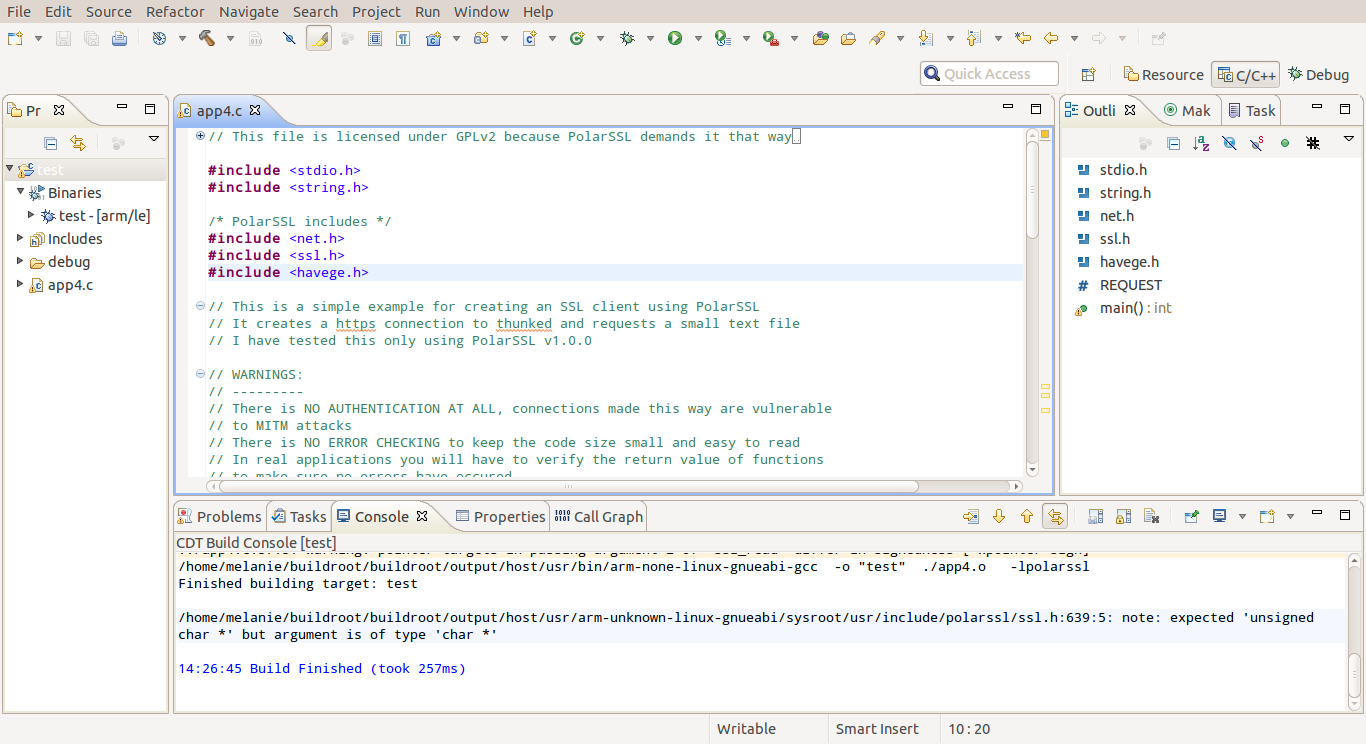 File Edit Source Refactor Navigate Search Project Run Window Help
Quick Access
Resource C/C++ Debug
Pr
test
Binaries
test - [arm/le]
Includes
debug
app4.c
app4.c
// This file is licensed under GPLv2 because PolarSSL demands it that way
#include <stdio.h>
#include <string.h>
/* PolarSSL includes */
#include <net.h>
#include <ssl.h>
#include <havege.h>
// This is a simple example for creating an SSL client using PolarSSL
// It creates a https connection to thunked and requests a small text file
// I have tested this only using PolarSSL v1.0.0
// WARNINGS:
// ---------
// There is NO AUTHENTICATION AT ALL, connections made this way are vulnerable
// to MITM attacks
// There is NO ERROR CHECKING to keep the code size small and easy to read
// In real applications you will have to verify the return value of functions
// to make sure no errors have occured
Outli Mak Task
stdio.h
string.h
net.h
ssl.h
havege.h
# REQUEST
main() : int
Problems Tasks Console Properties Call Graph
CDT Build Console [test]
/home/melanie/buildroot/buildroot/output/host/usr/bin/arm-none-linux-gnueabi-gcc -o "test" ./app4.o -lpolarssl
Finished building target: test
/home/melanie/buildroot/buildroot/output/host/usr/arm-unknown-linux-gnueabi/sysroot/usr/include/polarssl/ssl.h:639:5: note: expected 'unsigned
char *' but argument is of type 'char *'
14:26:45 Build Finished (took 257ms)
Writable Smart Insert 10 : 20